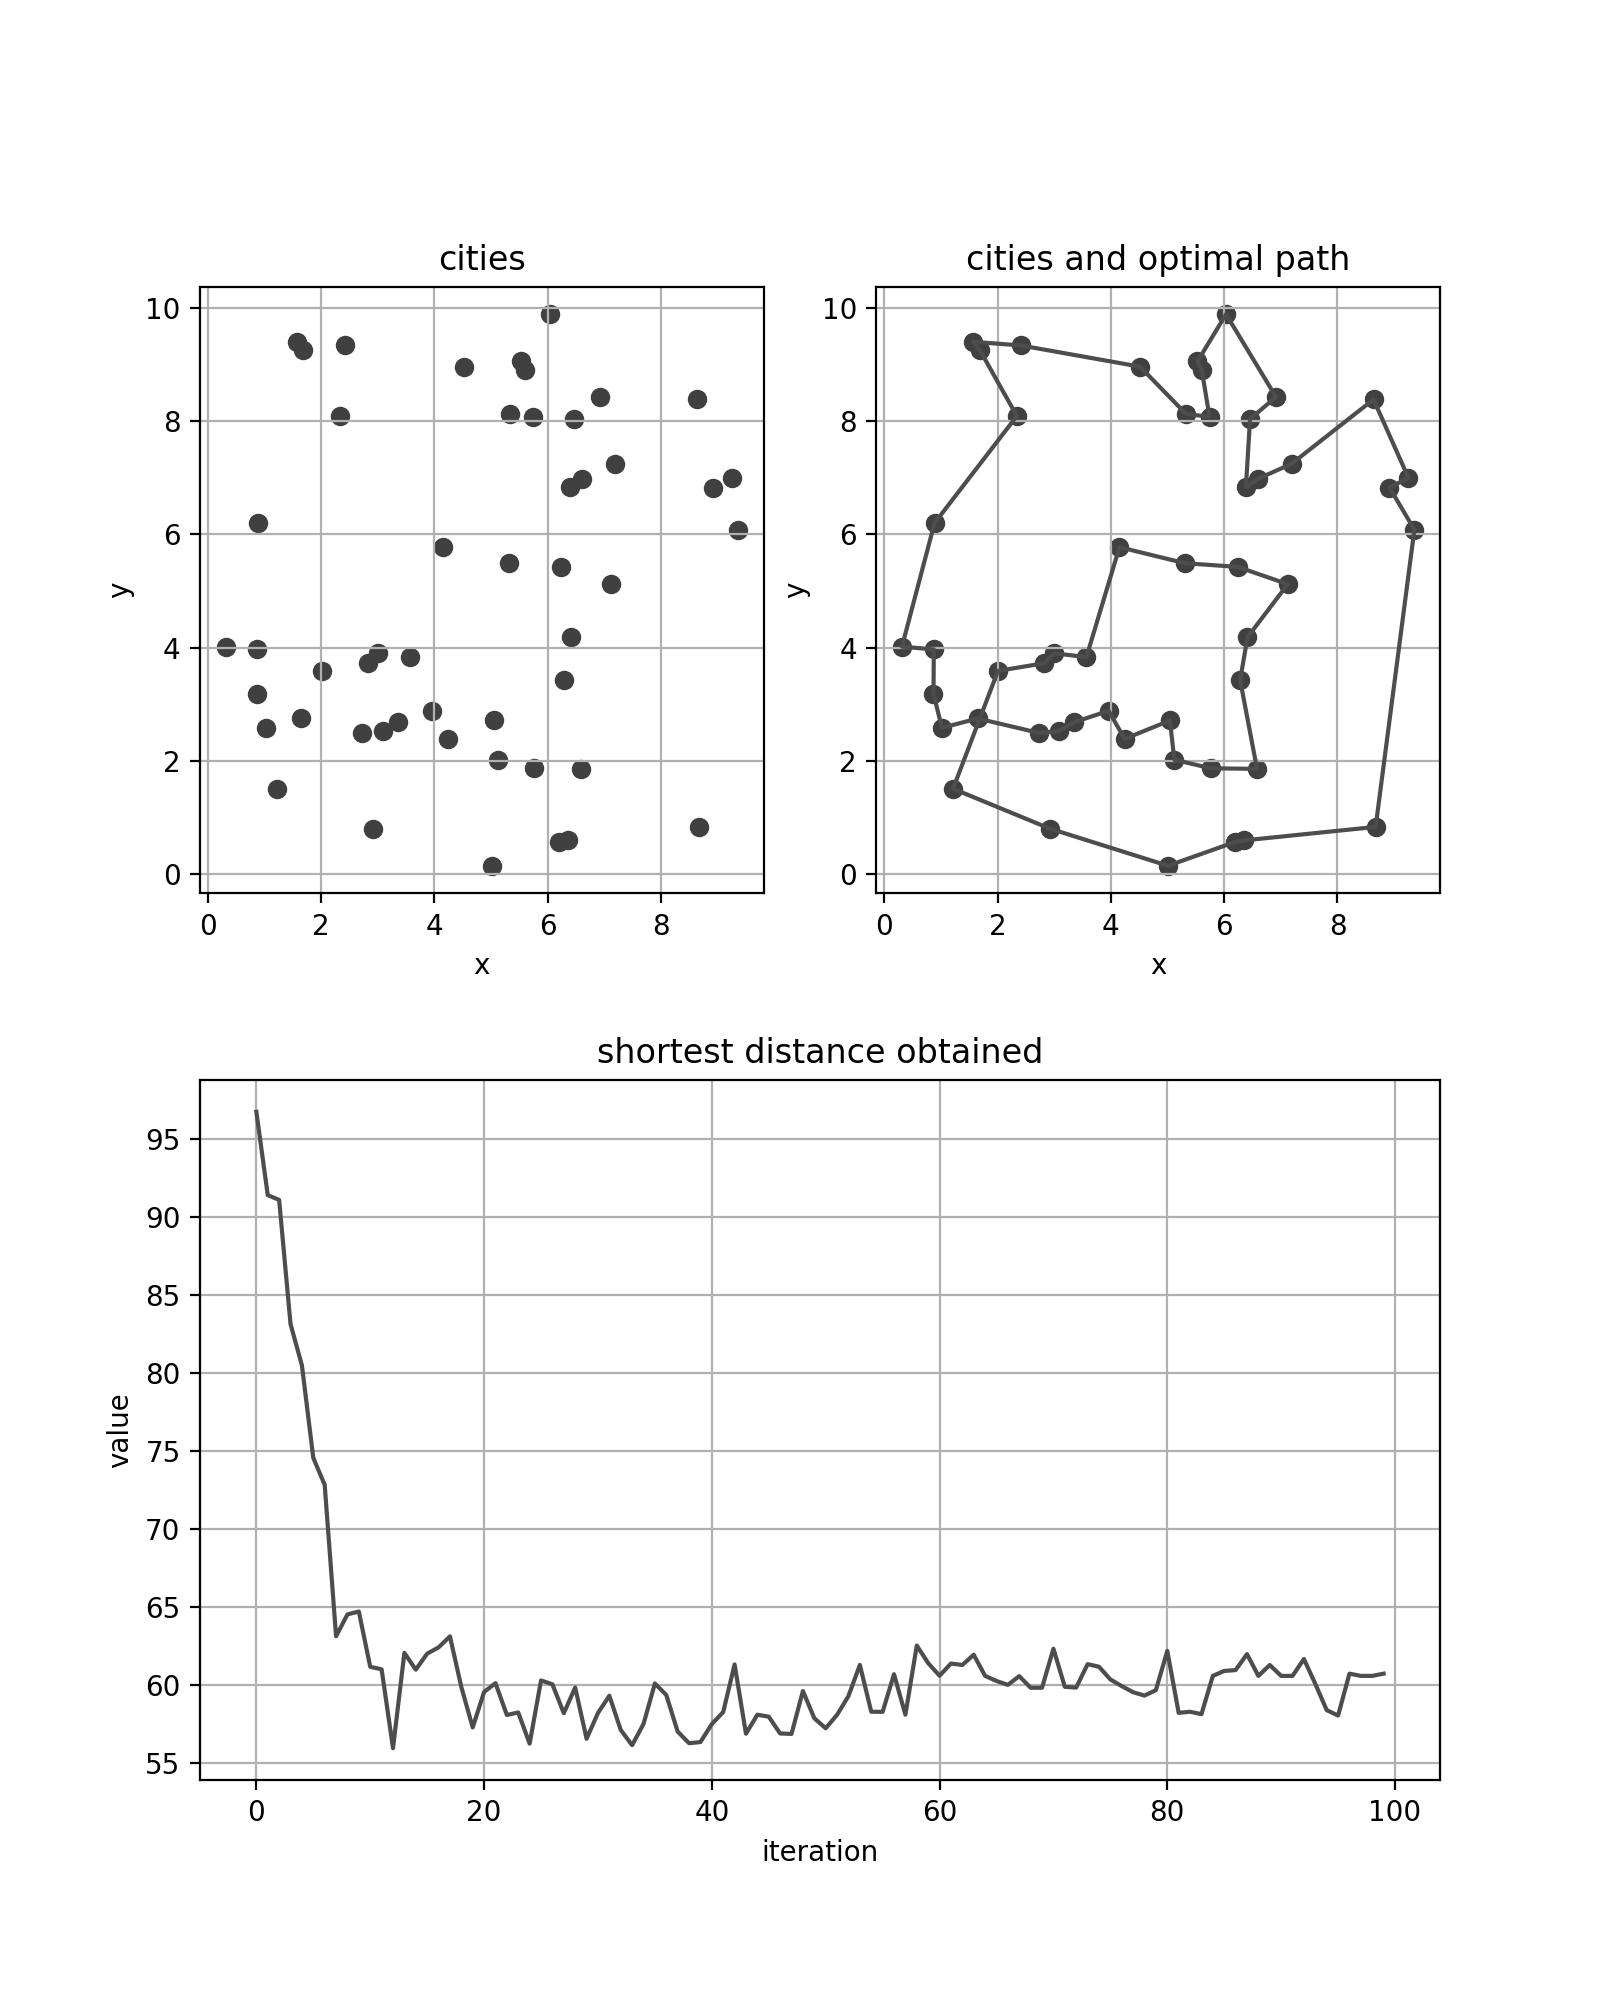 cities
10
8
6
4
2
0
y
0 2 4 6 8
x
cities and optimal path
10
8
6
4
2
0
y
0 2 4 6 8
x
shortest distance obtained
95
90
85
80
75
70
65
60
55
value
0 20 40 60 80 100
iteration